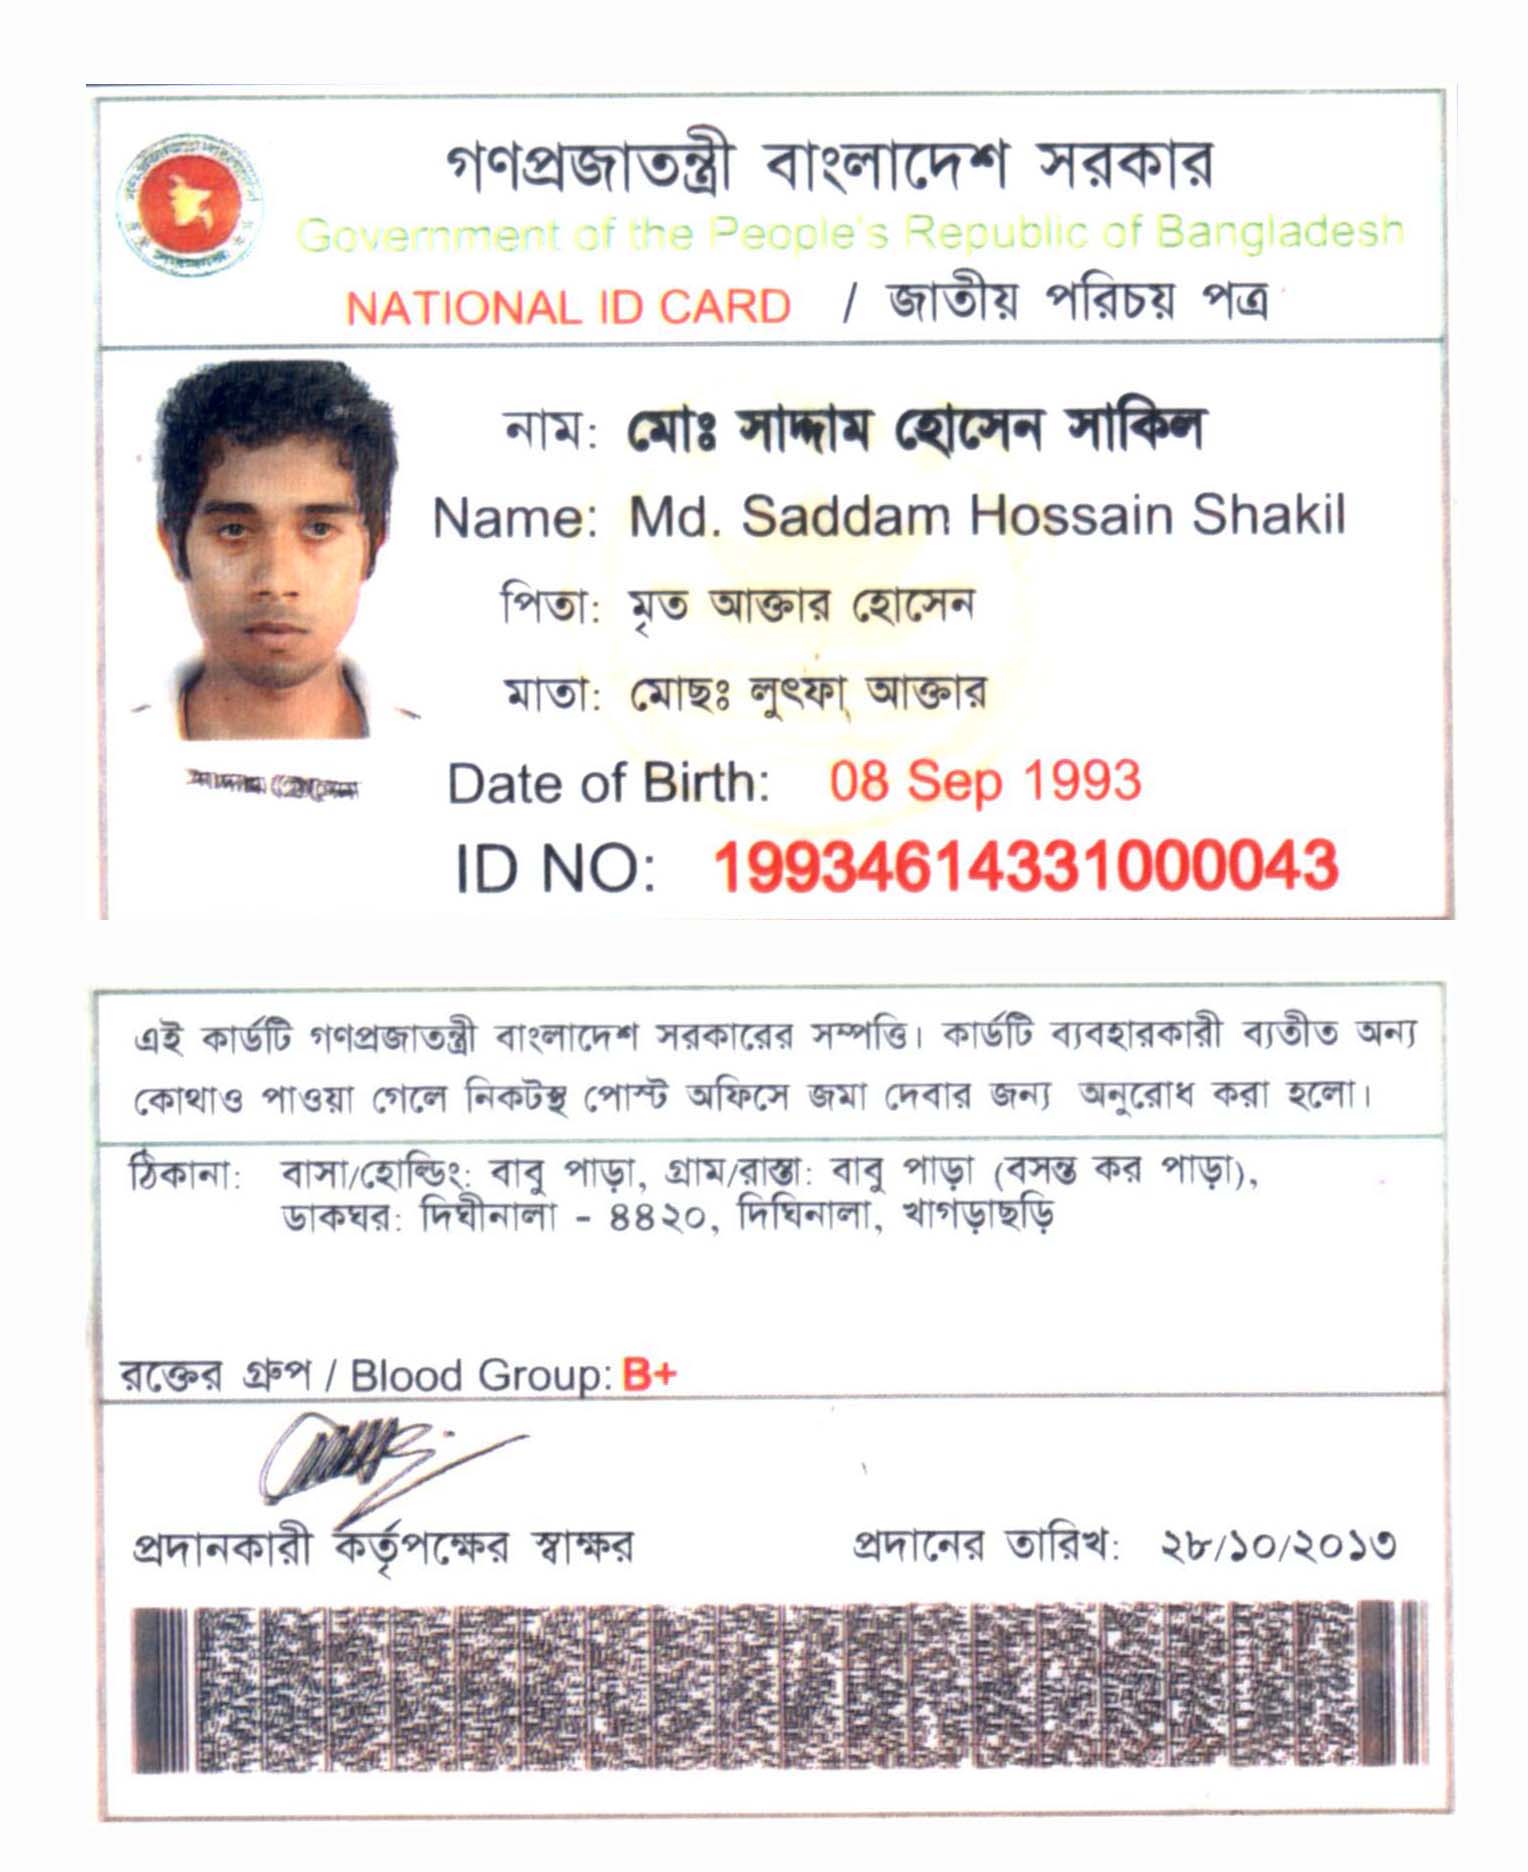 গণপ্রজাতন্ত্রী বাংলাদেশ সরকার
Government of the People's Republic of Bangladesh
NATIONAL ID CARD / জাতীয় পরিচয় পত্র
নাম: মোঃ সাদ্দাম হোসেন সাকিল
Name: Md. Saddam Hossain Shakil
পিতা: মৃত আক্তার হোসেন
মাতা: মোছঃ লুৎফা আক্তার
Date of Birth: 08 Sep 1993
ID NO: 19934614331000043
এই কার্ডটি গণপ্রজাতন্ত্রী বাংলাদেশ সরকারের সম্পত্তি। কার্ডটি ব্যবহারকারী ব্যতীত অন্য
কোথাও পাওয়া গেলে নিকটস্থ পোস্ট অফিসে জমা দেবার জন্য অনুরোধ করা হলো।
ঠিকানা: বাসা/হোল্ডিং: বাবু পাড়া, গ্রাম/রাস্তা: বাবু পাড়া (বসন্ত কর পাড়া),
ডাকঘর: দিঘীনালা - ৪৪২০, দিঘিনালা, খাগড়াছড়ি
রক্তের গ্রুপ / Blood Group: B+
প্রদানকারী কর্তৃপক্ষের স্বাক্ষর প্রদানের তারিখ: ২৮/১০/২০১৩